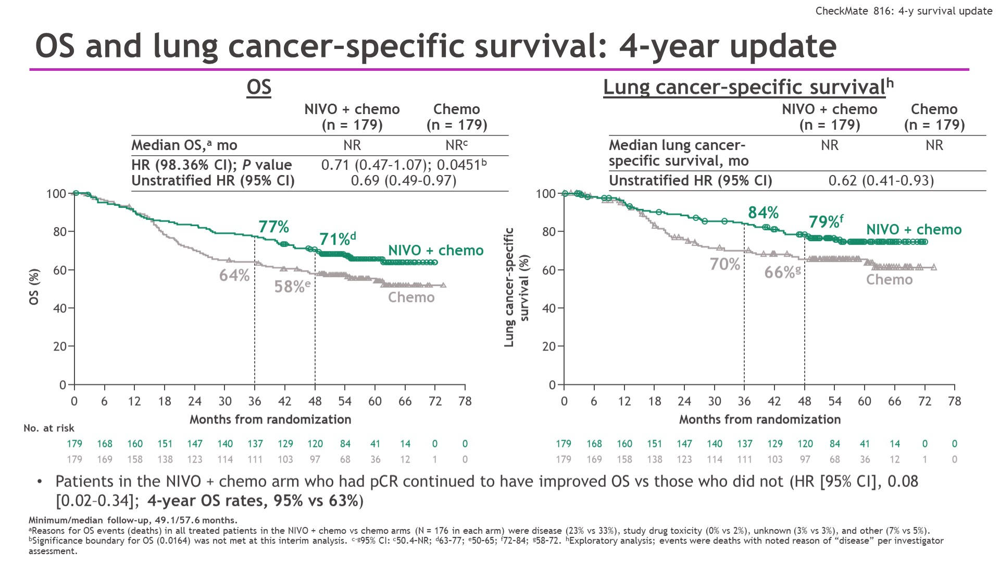 CheckMate 816: 4-y survival update
OS and lung cancer-specific survival: 4-year update
OS
NIVO + chemo Chemo
(n = 179) (n = 179)
Median OS,ᵃ mo NR NRᶜ
HR (98.36% CI); P value 0.71 (0.47–1.07); 0.0451ᵇ
Unstratified HR (95% CI) 0.69 (0.49–0.97)
OS (%)
100
80
60
40
20
0
77%
71%ᵈ
NIVO + chemo
64%
58%ᵉ
Chemo
0 6 12 18 24 30 36 42 48 54 60 66 72 78
Months from randomization
No. at risk
179 168 160 151 147 140 137 129 120 84 41 14 0 0
179 169 158 138 123 114 111 103 97 68 36 12 1 0
Lung cancer-specific survivalʰ
NIVO + chemo Chemo
(n = 179) (n = 179)
Median lung cancer- NR NR
specific survival, mo
Unstratified HR (95% CI) 0.62 (0.41–0.93)
Lung cancer-specific
survival (%)
100
80
60
40
20
0
84%
79%ᶠ
NIVO + chemo
70%
66%ᵍ
Chemo
0 6 12 18 24 30 36 42 48 54 60 66 72 78
Months from randomization
179 168 160 151 147 140 137 129 120 84 41 14 0 0
179 169 158 138 123 114 111 103 97 68 36 12 1 0
• Patients in the NIVO + chemo arm who had pCR continued to have improved OS vs those who did not (HR [95% CI], 0.08
[0.02–0.34]; 4-year OS rates, 95% vs 63%)
Minimum/median follow-up, 49.1/57.6 months.
ᵃReasons for OS events (deaths) in all treated patients in the NIVO + chemo vs chemo arms (N = 176 in each arm) were disease (23% vs 33%), study drug toxicity (0% vs 2%), unknown (3% vs 3%), and other (7% vs 5%).
ᵇSignificance boundary for OS (0.0164) was not met at this interim analysis. ᶜ⁻ᵍ95% CI: ᶜ50.4–NR; ᵈ63–77; ᵉ50–65; ᶠ72–84; ᵍ58–72. ʰExploratory analysis; events were deaths with noted reason of “disease” per investigator
assessment.